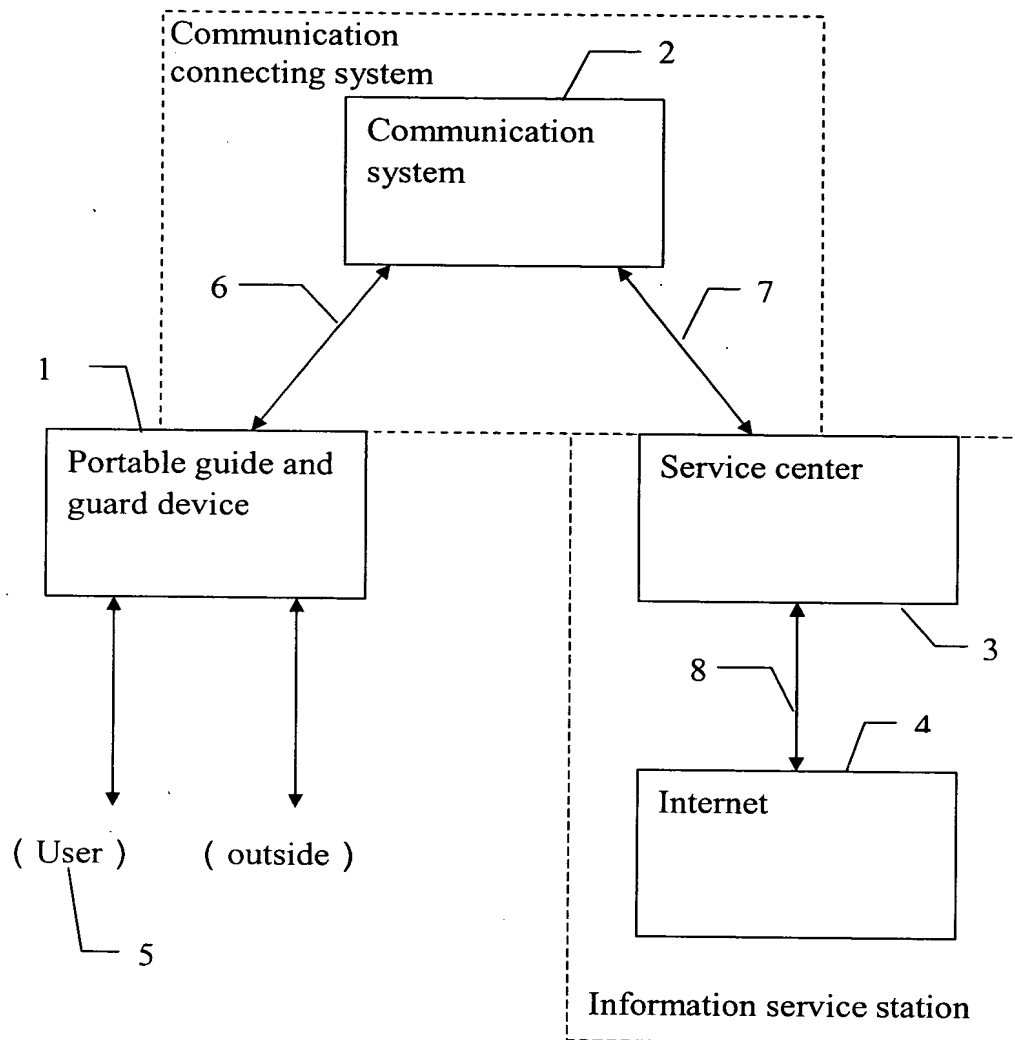 Communication
connecting system
2
Communication
system
6
7
1
Portable guide and
guard device
Service center
3
8
4
Internet
( User )
( outside )
5
Information service station